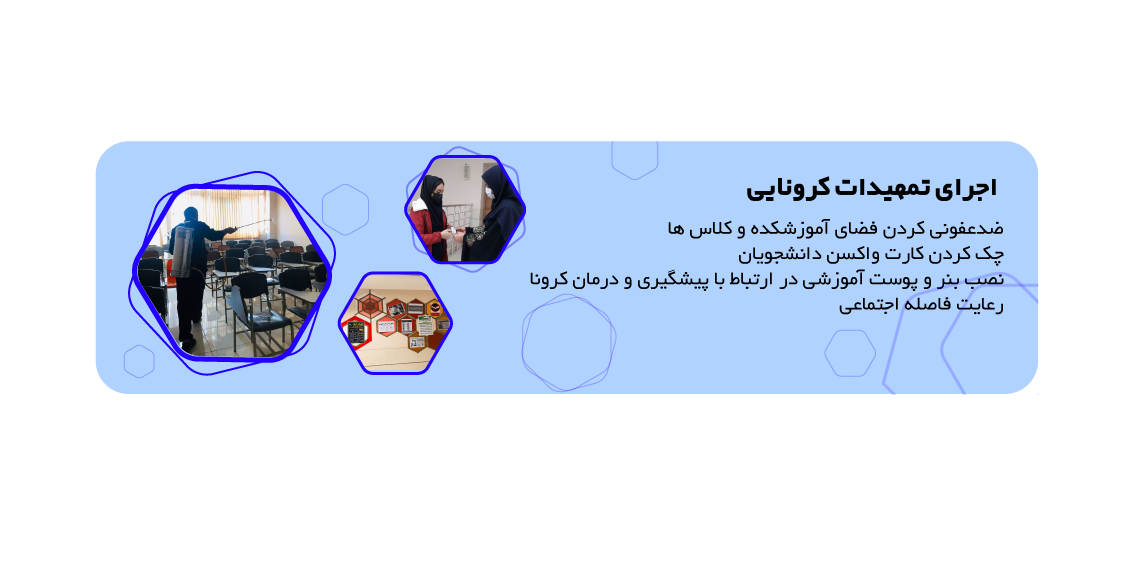 اجرای تمهیدات کرونایی
ضدعفونی کردن فضای آموزشکده و کلاس ها
چک کردن کارت واکسن دانشجویان
نصب بنر و پوست آموزشی در ارتباط با پیشگیری و درمان کرونا
رعایت فاصله اجتماعی